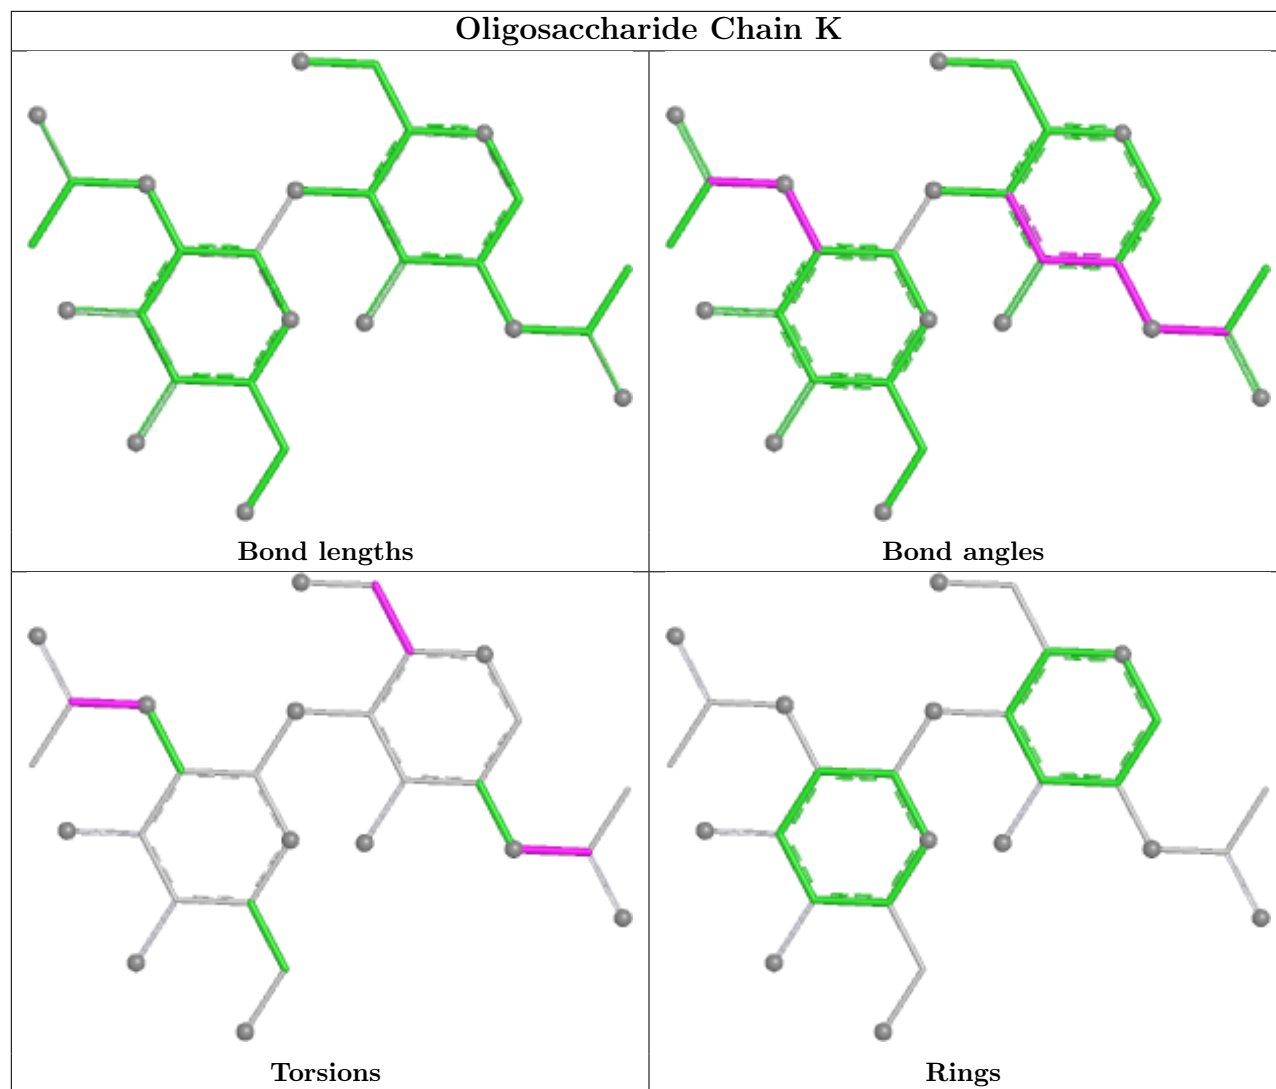 Oligosaccharide Chain K
Bond lengths
Bond angles
Torsions
Rings